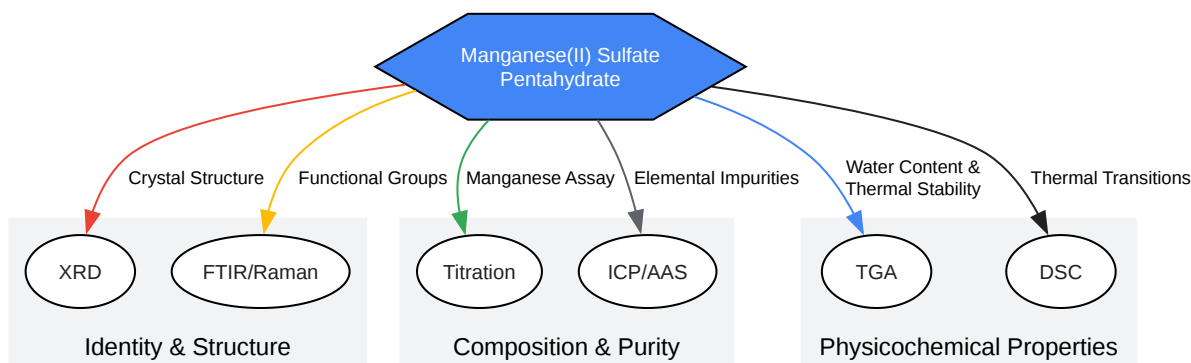 Manganese(II) Sulfate
Pentahydrate
Crystal Structure
Functional Groups
Manganese Assay
Elemental Impurities
Water Content &
Thermal Stability
Thermal Transitions
XRD
FTIR/Raman
Titration
ICP/AAS
TGA
DSC
Identity & Structure
Composition & Purity
Physicochemical Properties